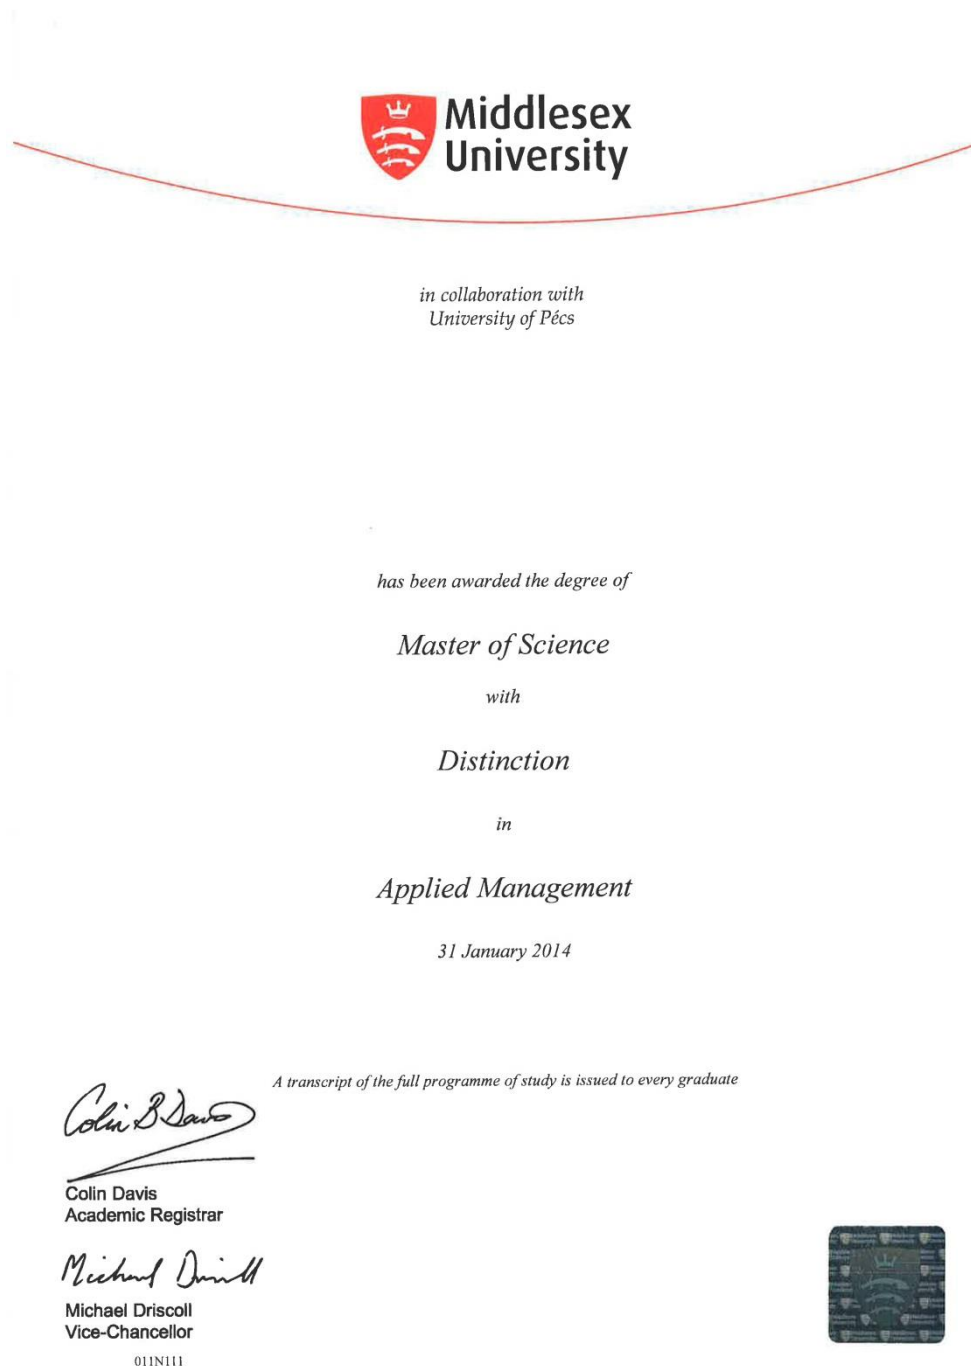 Middlesex
University
in collaboration with
University of Pécs
has been awarded the degree of
Master of Science
with
Distinction
in
Applied Management
31 January 2014
A transcript of the full programme of study is issued to every graduate
Colin B Davis
Colin Davis
Academic Registrar
Michael Driscoll
Michael Driscoll
Vice-Chancellor
011N111